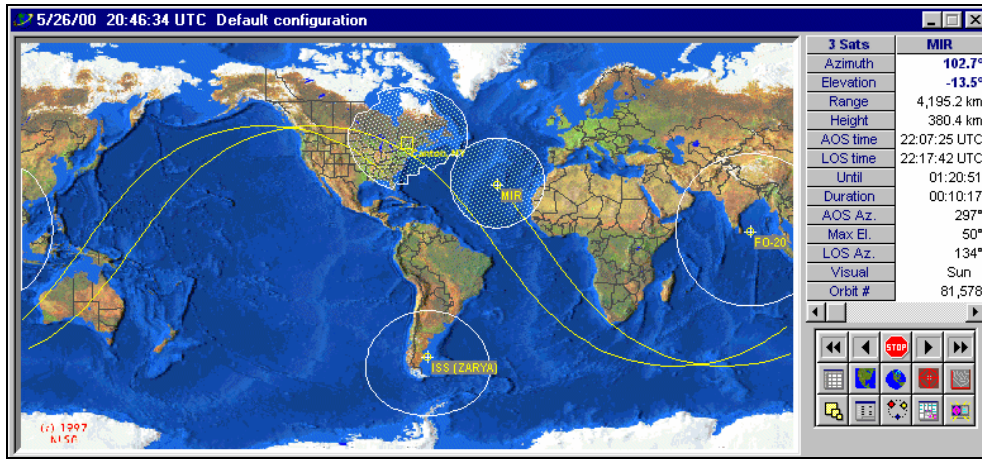 5/26/00 20:46:34 UTC Default configuration
3 Sats MIR
Azimuth 102.7°
Elevation -13.5°
Range 4,195.2 km
Height 380.4 km
AOS time 22:07:25 UTC
LOS time 22:17:42 UTC
Until 01:20:51
Duration 00:10:17
AOS Az. 297°
Max El. 50°
LOS Az. 134°
Visual Sun
Orbit # 81,578
MIR
FO-20
ISS (ZARYA)
STOP
(c) 1997